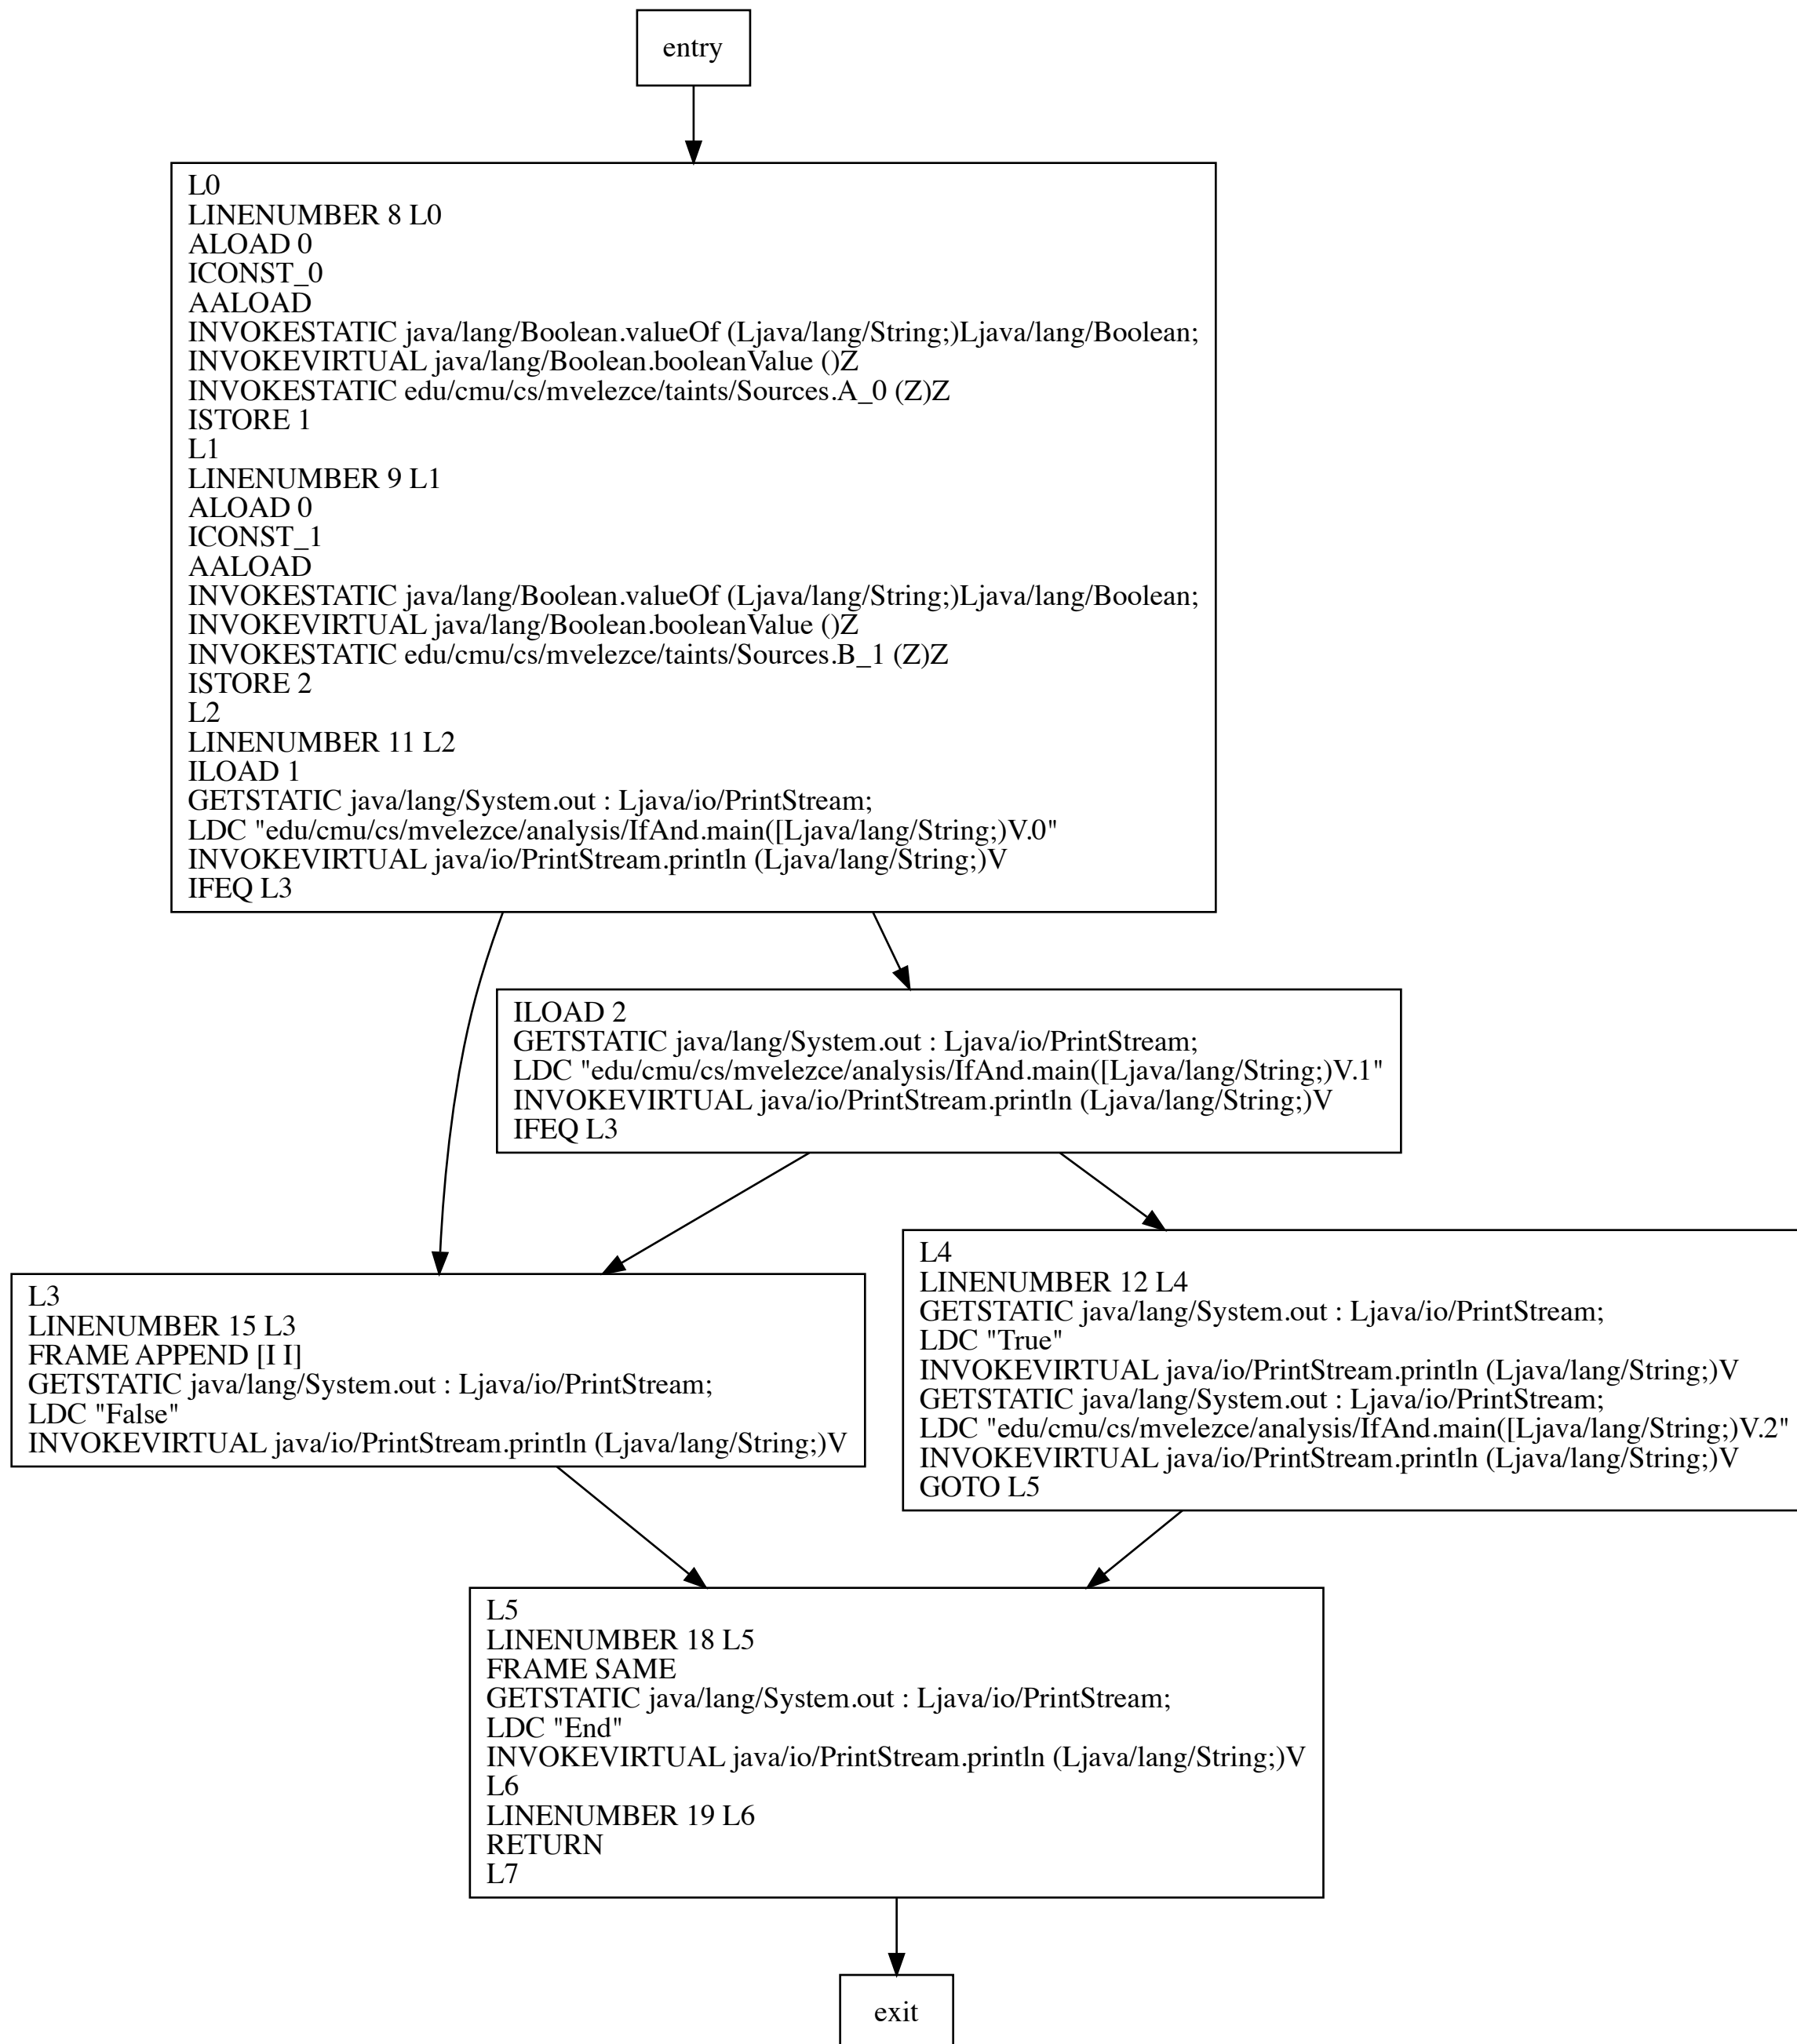 entry
L0
LINENUMBER 8 L0
ALOAD 0
ICONST_0
AALOAD
INVOKESTATIC java/lang/Boolean.valueOf (Ljava/lang/String;)Ljava/lang/Boolean;
INVOKEVIRTUAL java/lang/Boolean.booleanValue ()Z
INVOKESTATIC edu/cmu/cs/mvelezce/taints/Sources.A_0 (Z)Z
ISTORE 1
L1
LINENUMBER 9 L1
ALOAD 0
ICONST_1
AALOAD
INVOKESTATIC java/lang/Boolean.valueOf (Ljava/lang/String;)Ljava/lang/Boolean;
INVOKEVIRTUAL java/lang/Boolean.booleanValue ()Z
INVOKESTATIC edu/cmu/cs/mvelezce/taints/Sources.B_1 (Z)Z
ISTORE 2
L2
LINENUMBER 11 L2
ILOAD 1
GETSTATIC java/lang/System.out : Ljava/io/PrintStream;
LDC "edu/cmu/cs/mvelezce/analysis/IfAnd.main([Ljava/lang/String;)V.0"
INVOKEVIRTUAL java/io/PrintStream.println (Ljava/lang/String;)V
IFEQ L3
ILOAD 2
GETSTATIC java/lang/System.out : Ljava/io/PrintStream;
LDC "edu/cmu/cs/mvelezce/analysis/IfAnd.main([Ljava/lang/String;)V.1"
INVOKEVIRTUAL java/io/PrintStream.println (Ljava/lang/String;)V
IFEQ L3
L3
LINENUMBER 15 L3
FRAME APPEND [I I]
GETSTATIC java/lang/System.out : Ljava/io/PrintStream;
LDC "False"
INVOKEVIRTUAL java/io/PrintStream.println (Ljava/lang/String;)V
L4
LINENUMBER 12 L4
GETSTATIC java/lang/System.out : Ljava/io/PrintStream;
LDC "True"
INVOKEVIRTUAL java/io/PrintStream.println (Ljava/lang/String;)V
GETSTATIC java/lang/System.out : Ljava/io/PrintStream;
LDC "edu/cmu/cs/mvelezce/analysis/IfAnd.main([Ljava/lang/String;)V.2"
INVOKEVIRTUAL java/io/PrintStream.println (Ljava/lang/String;)V
GOTO L5
L5
LINENUMBER 18 L5
FRAME SAME
GETSTATIC java/lang/System.out : Ljava/io/PrintStream;
LDC "End"
INVOKEVIRTUAL java/io/PrintStream.println (Ljava/lang/String;)V
L6
LINENUMBER 19 L6
RETURN
L7
exit